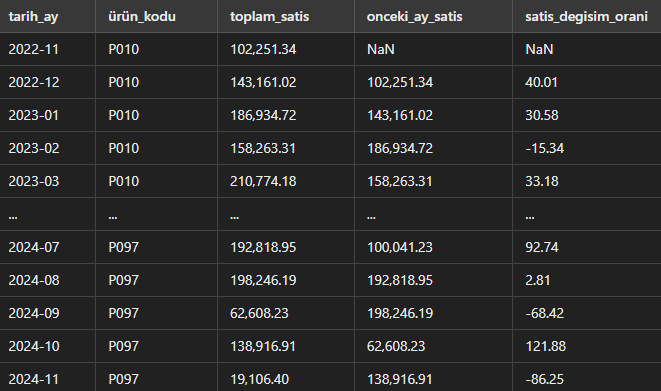 tarih_ay ürün_kodu toplam_satis onceki_ay_satis satis_degisim_orani
2022-11 P010 102,251.34 NaN NaN
2022-12 P010 143,161.02 102,251.34 40.01
2023-01 P010 186,934.72 143,161.02 30.58
2023-02 P010 158,263.31 186,934.72 -15.34
2023-03 P010 210,774.18 158,263.31 33.18
... ... ... ... ...
2024-07 P097 192,818.95 100,041.23 92.74
2024-08 P097 198,246.19 192,818.95 2.81
2024-09 P097 62,608.23 198,246.19 -68.42
2024-10 P097 138,916.91 62,608.23 121.88
2024-11 P097 19,106.40 138,916.91 -86.25